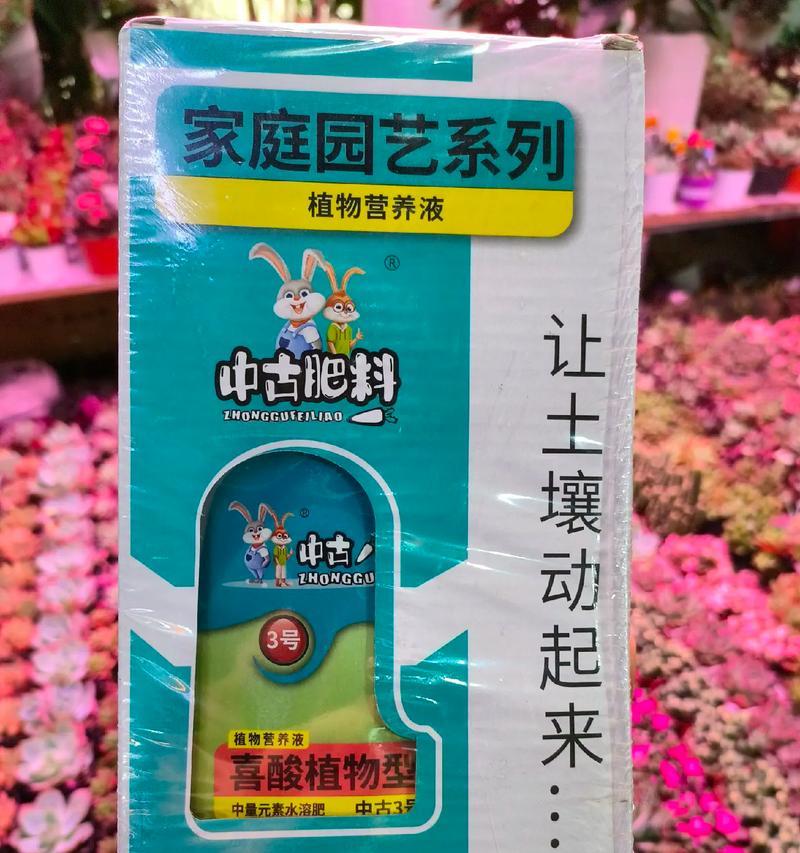 家庭园艺系列
植物营养液
®
中古肥料
ZHONGGUFEILIAO
让土壤动起来……
®
中古
ZHONGGU
3号
植物营养液
喜酸植物型
中量元素水溶肥 中古3号